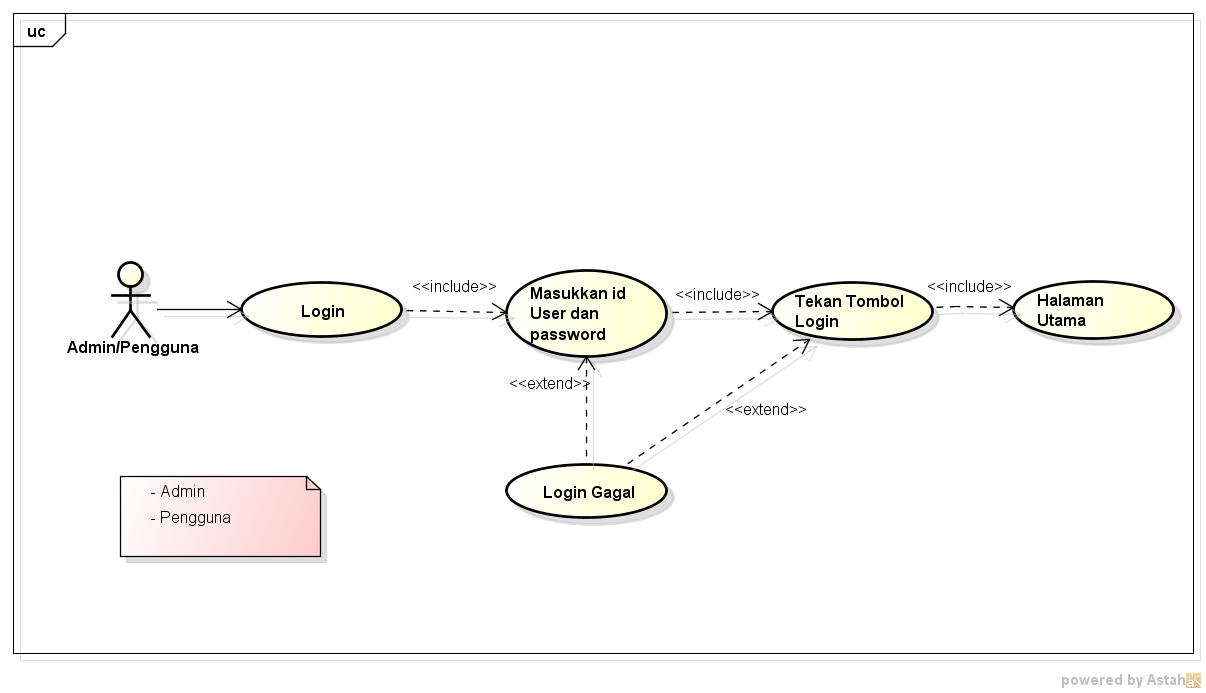 uc
Admin/Pengguna
Login
<<include>>
Masukkan id
User dan
password
<<include>>
Tekan Tombol
Login
<<include>>
Halaman
Utama
<<extend>>
<<extend>>
Login Gagal
- Admin
- Pengguna
powered by Astah